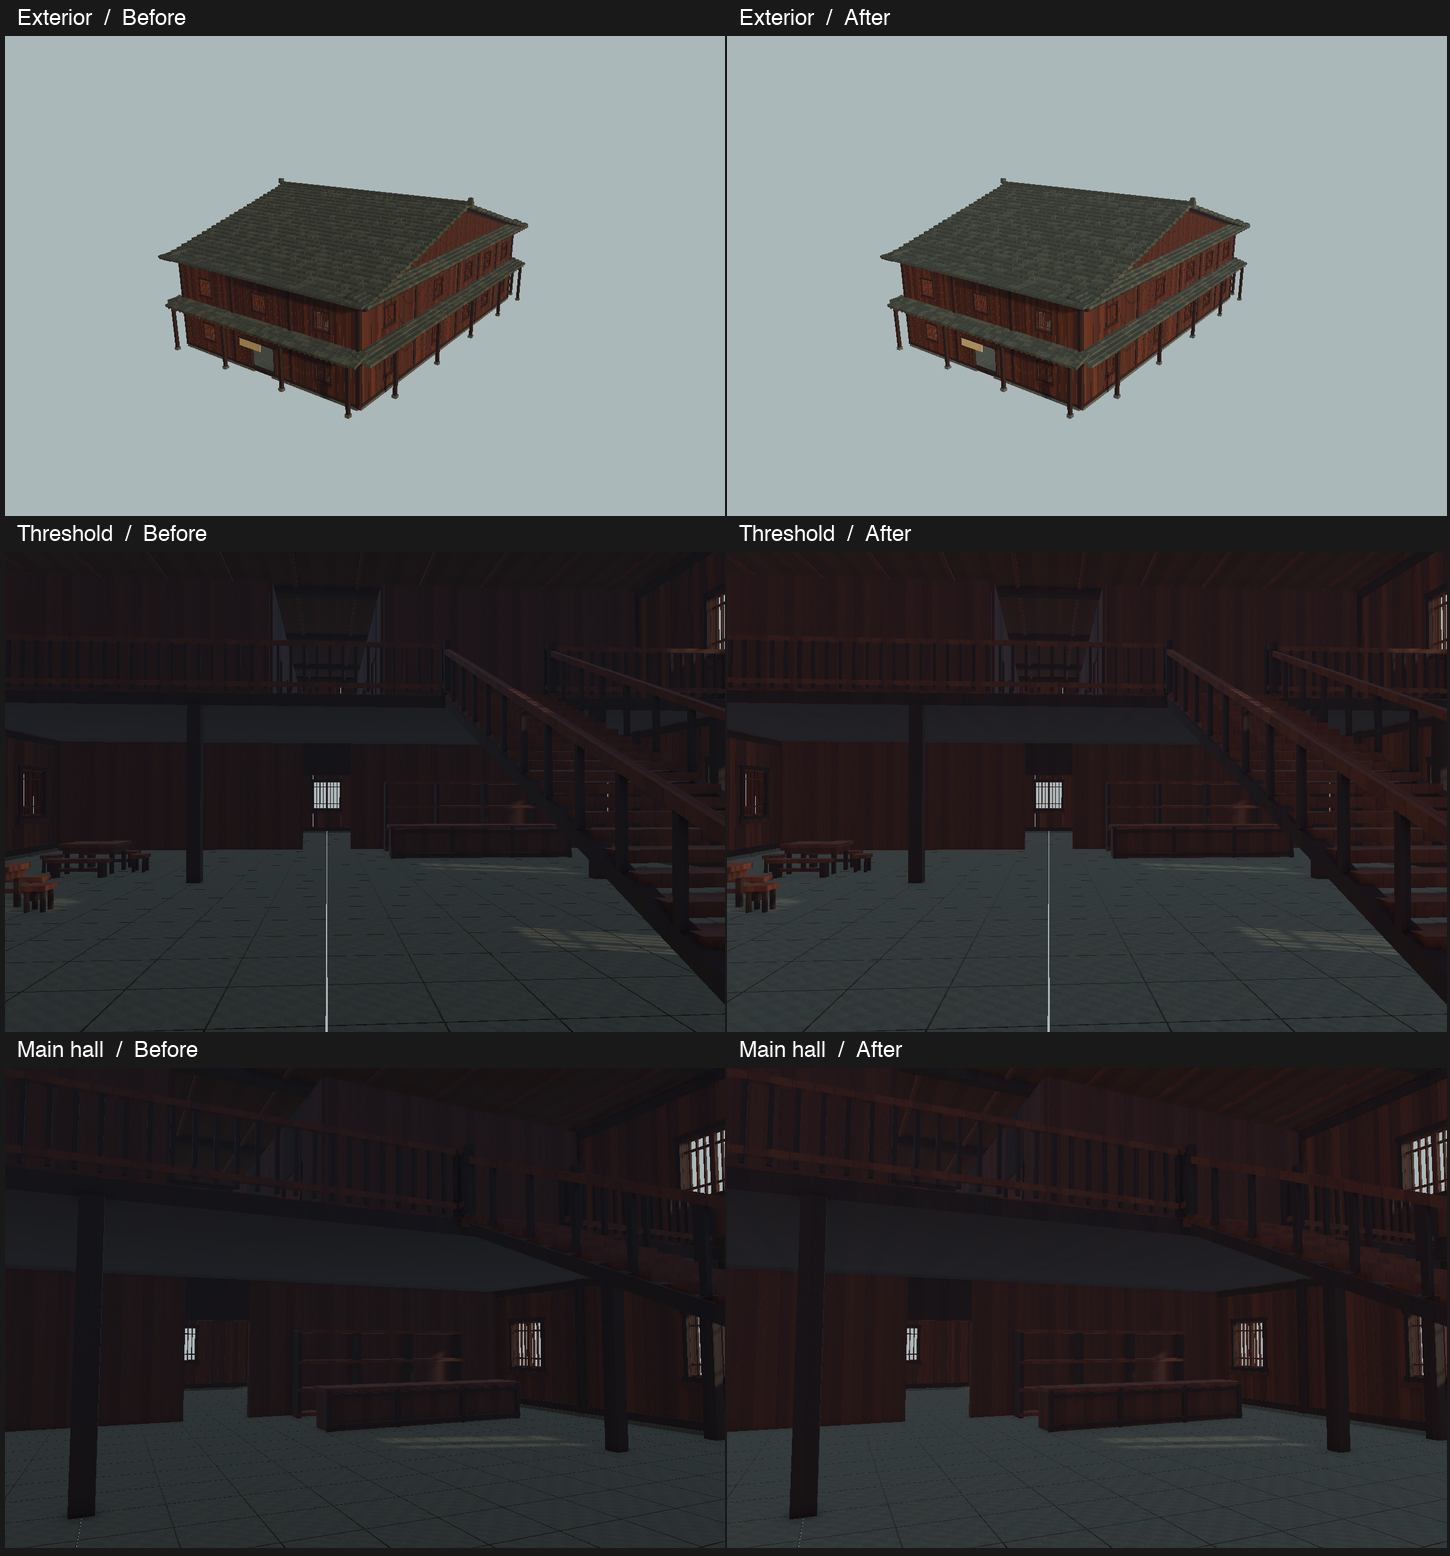 Exterior / Before
Exterior / After
Threshold / Before
Threshold / After
Main hall / Before
Main hall / After